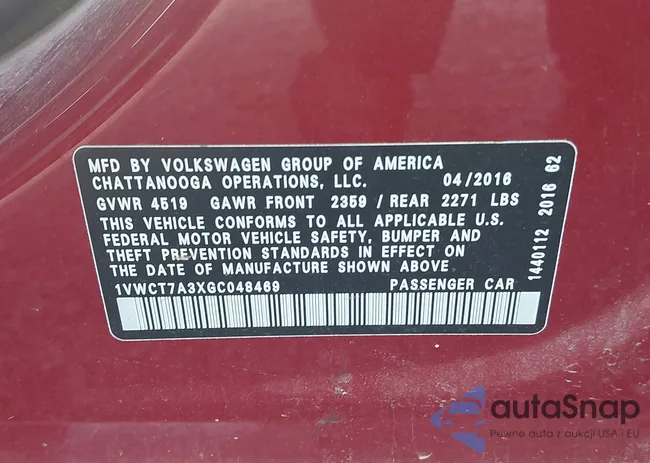 MFD BY VOLKSWAGEN GROUP OF AMERICA
CHATTANOOGA OPERATIONS, LLC. 04/2016
GVWR 4519 GAWR FRONT 2359 / REAR 2271 LBS
THIS VEHICLE CONFORMS TO ALL APPLICABLE U.S.
FEDERAL MOTOR VEHICLE SAFETY, BUMPER AND
THEFT PREVENTION STANDARDS IN EFFECT ON THE
DATE OF MANUFACTURE SHOWN ABOVE
1VWCT7A3XGC048469 PASSENGER CAR
1440112 2016 62
autaSnap
Pewne auta z aukcji USA i EU